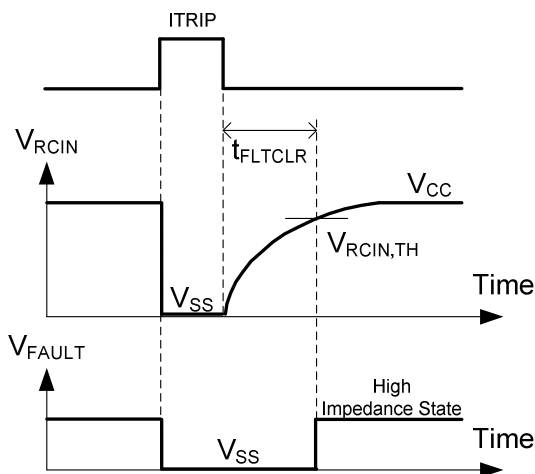 ITRIP
VRCIN
tFLTCLR
VCC
VRCIN,TH
VSS
Time
VFAULT
High
Impedance State
VSS
Time